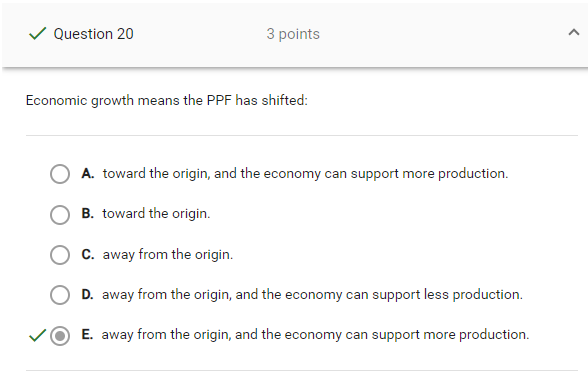 Question 20 3 points
Economic growth means the PPF has shifted:
A. toward the origin, and the economy can support more production.
B. toward the origin.
C. away from the origin.
D. away from the origin, and the economy can support less production.
E. away from the origin, and the economy can support more production.